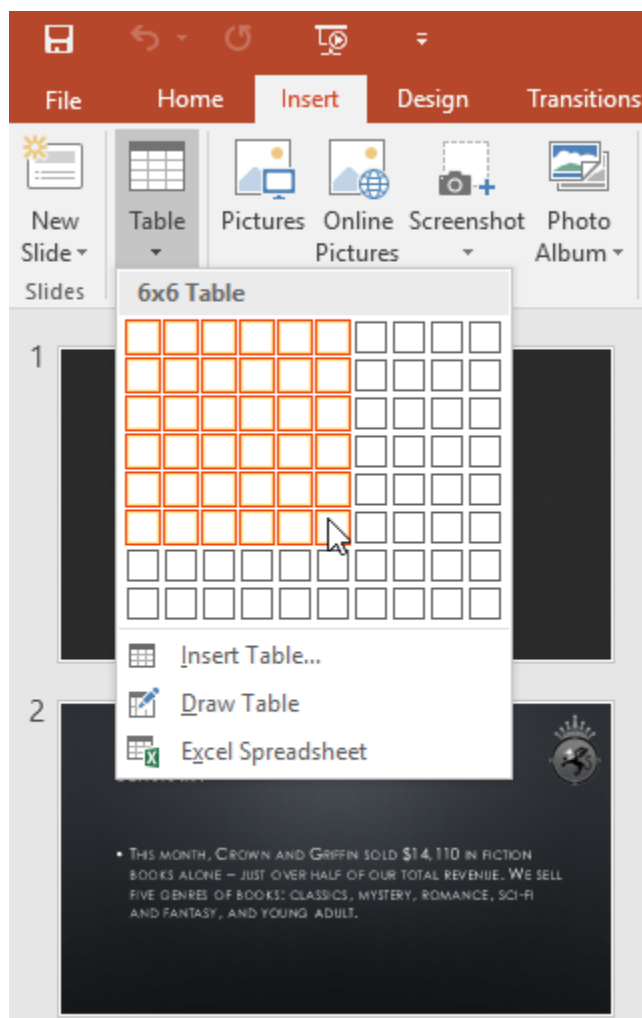 File Home Insert Design Transitions
New Table Pictures Online Screenshot Photo
Slide Pictures Album
Slides
6x6 Table
1
Insert Table...
Draw Table
Excel Spreadsheet
2
• THIS MONTH, CROWN AND GRIFFIN SOLD $14,110 IN FICTION
BOOKS ALONE – JUST OVER HALF OF OUR TOTAL REVENUE. WE SELL
FIVE GENRES OF BOOKS: CLASSICS, MYSTERY, ROMANCE, SCI-FI
AND FANTASY, AND YOUNG ADULT.